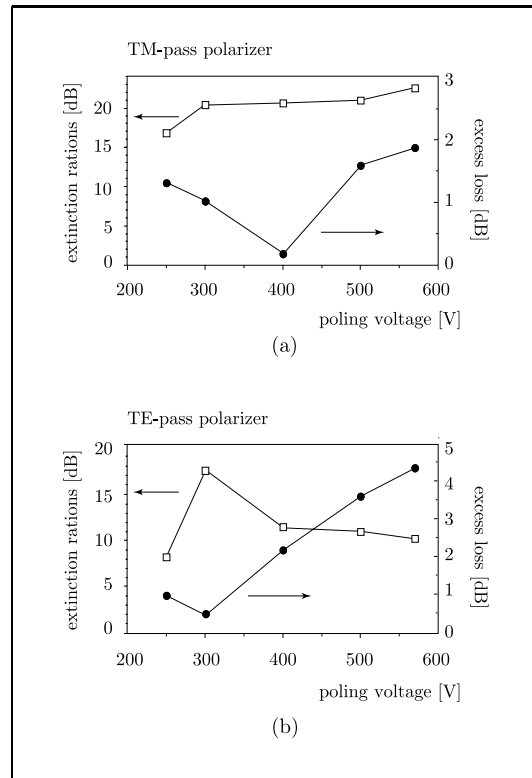 TM-pass polarizer
extinction rations [dB]
20
15
10
5
0
3
2
1
0
excess loss [dB]
200 300 400 500 600
poling voltage [V]
(a)
TE-pass polarizer
extinction rations [dB]
20
15
10
5
0
5
4
3
2
1
0
excess loss [dB]
200 300 400 500 600
poling voltage [V]
(b)